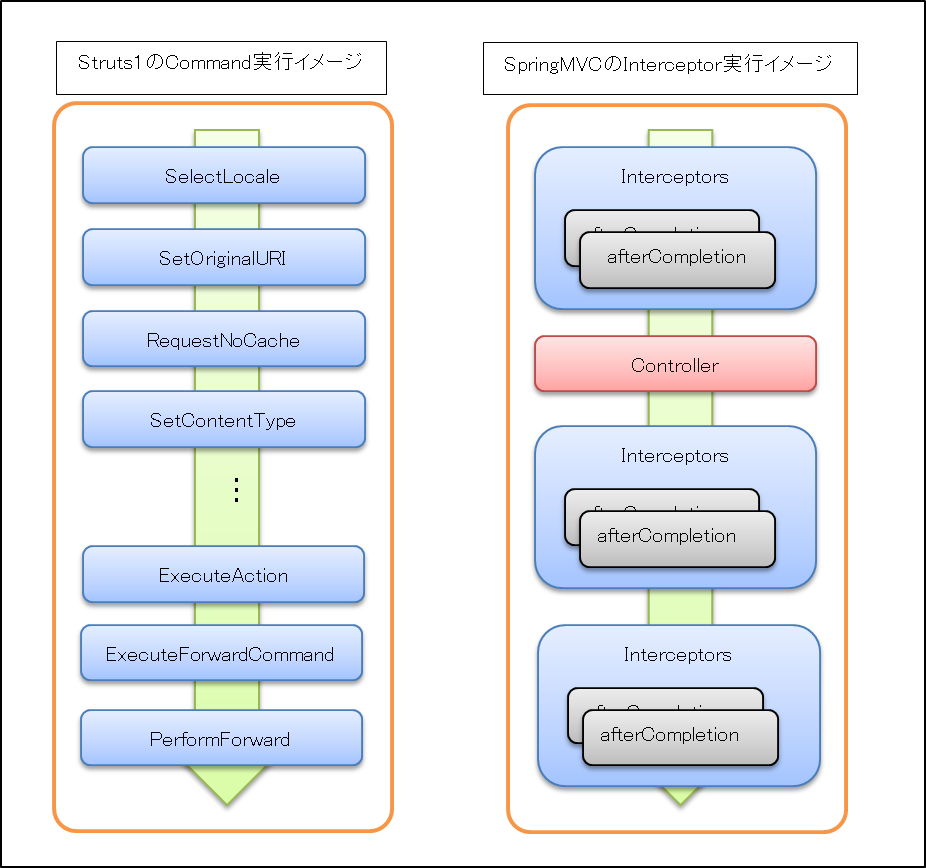 Struts1のCommand実行イメージ
SelectLocale
SetOriginalURI
RequestNoCache
SetContentType
⋮
ExecuteAction
ExecuteForwardCommand
PerformForward
SpringMVCのInterceptor実行イメージ
Interceptors
afterCompletion
Controller
Interceptors
afterCompletion
Interceptors
afterCompletion